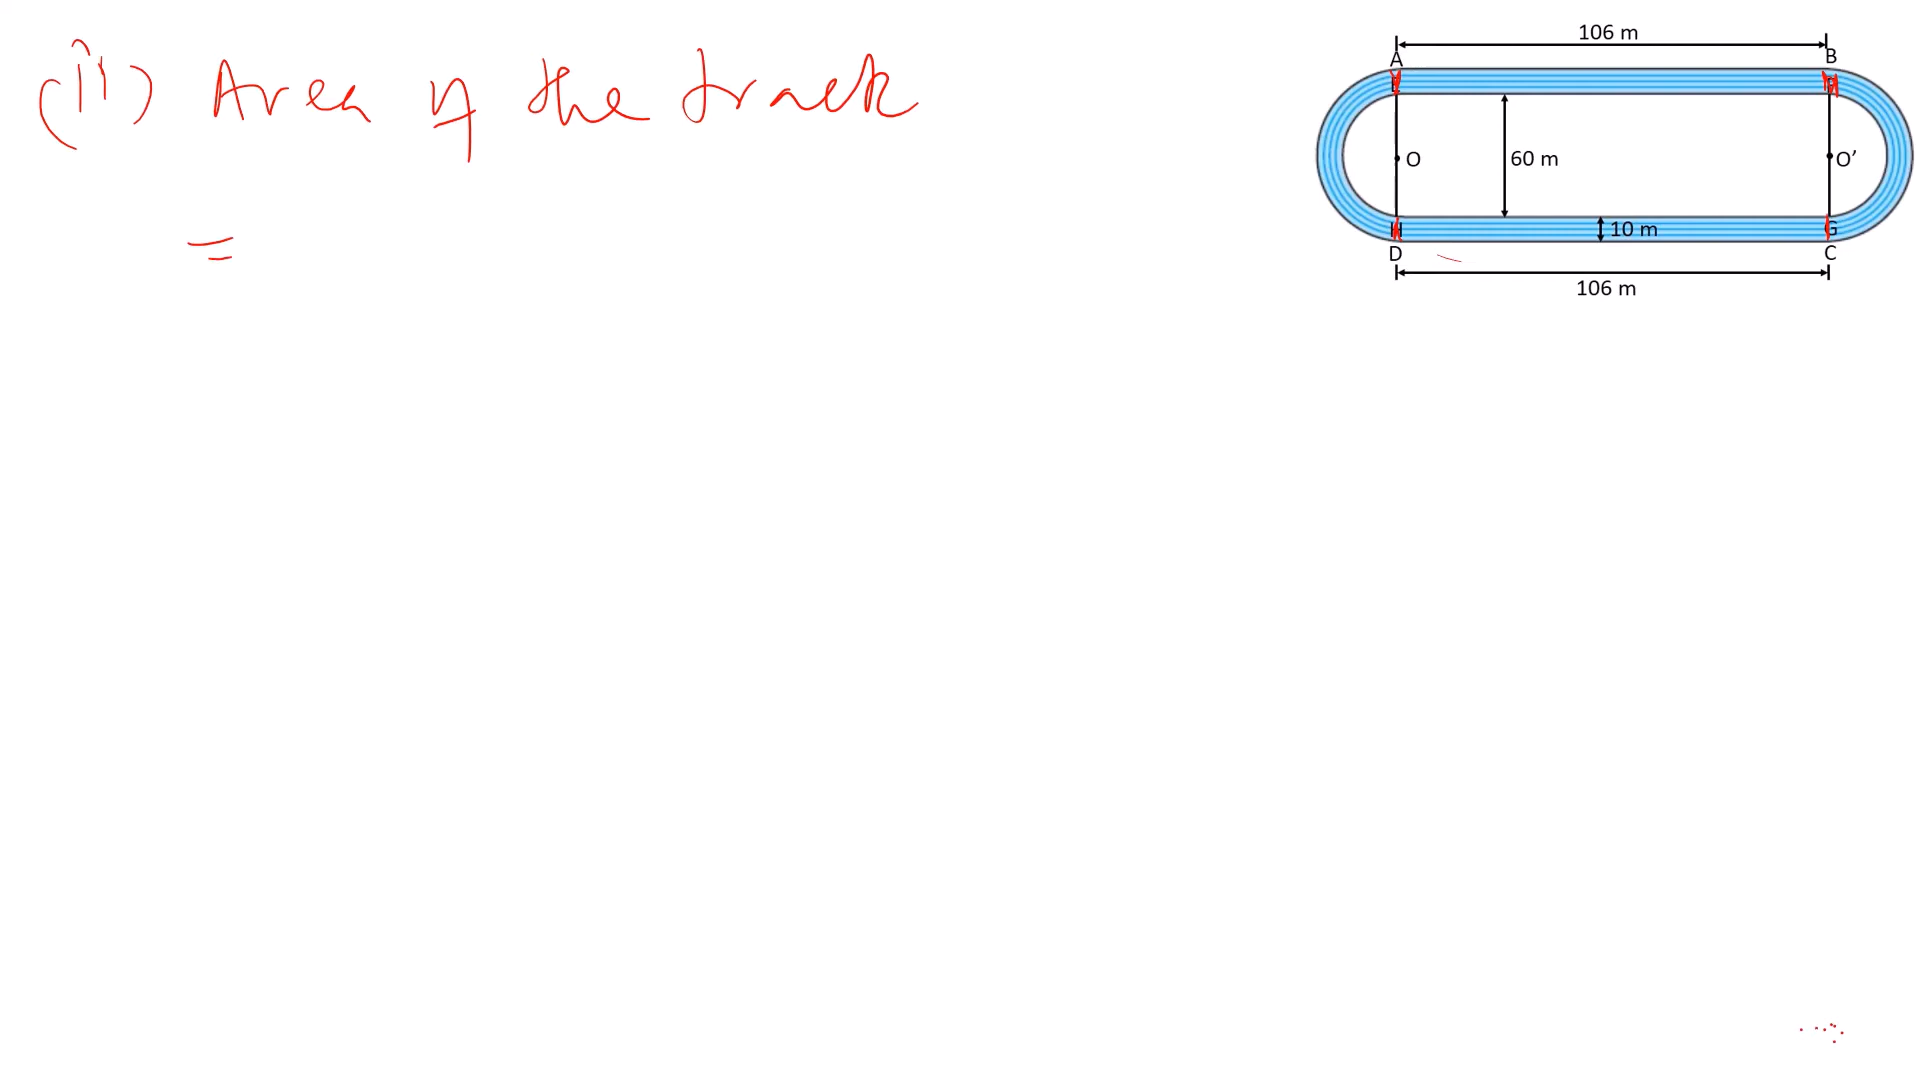 (ii) Area of the track
=
106 m
A
B
E
F
O
60 m
O’
H
10 m
G
D
C
106 m